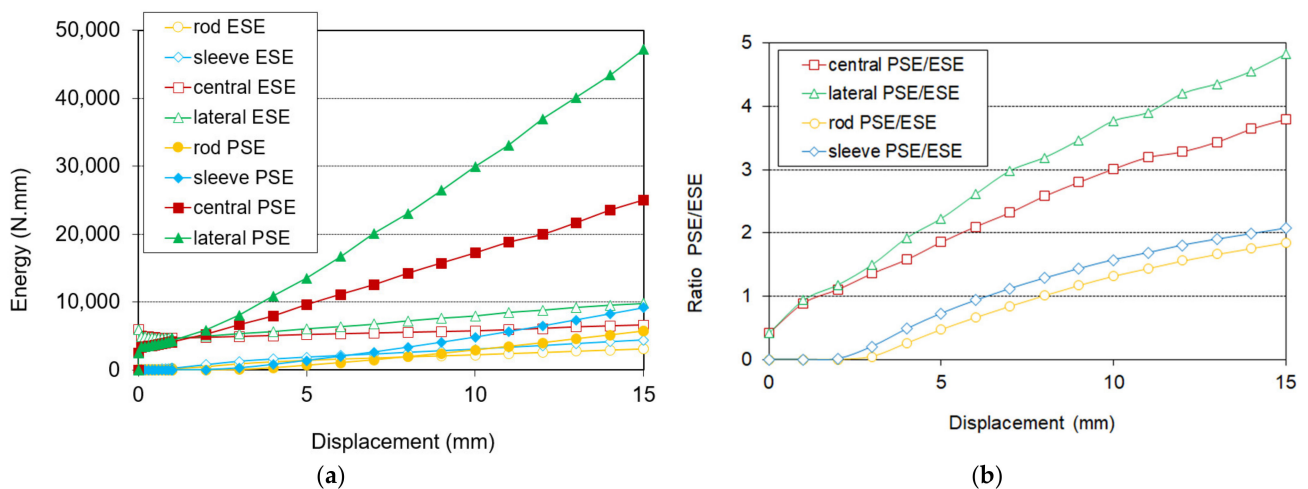 50,000
40,000
30,000
20,000
10,000
0
Energy (N.mm)
rod ESE
sleeve ESE
central ESE
lateral ESE
rod PSE
sleeve PSE
central PSE
lateral PSE
0
5
10
15
Displacement (mm)
(a)
5
4
3
2
1
0
Ratio PSE/ESE
central PSE/ESE
lateral PSE/ESE
rod PSE/ESE
sleeve PSE/ESE
0
5
10
15
Displacement (mm)
(b)